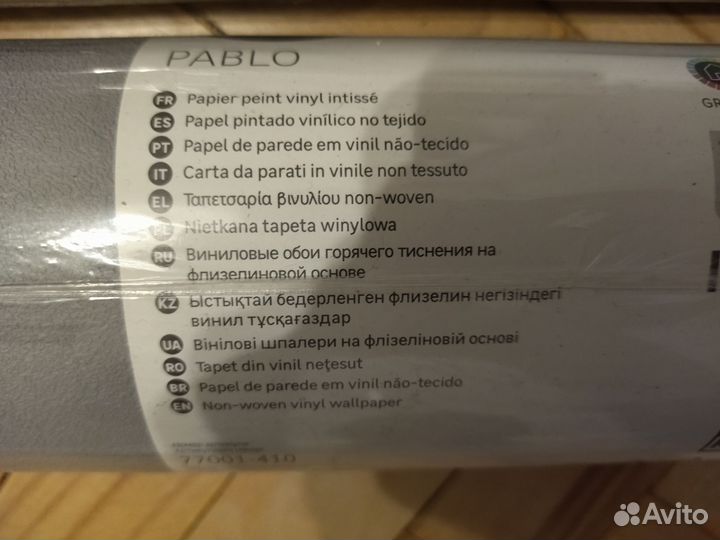 PABLO
GR
FR Papier peint vinyl intissé
ES Papel pintado vinílico no tejido
PT Papel de parede em vinil não-tecido
IT Carta da parati in vinile non tessuto
EL Ταπετσαρία βινυλίου non-woven
PL Nietkana tapeta winylowa
RU Виниловые обои горячего тиснения на
флизелиновой основе
KZ Ыстықтай бедерленген флизелин негізіндегі
винил тұсқағаздар
UA Вінілові шпалери на флізеліновій основі
RO Tapet din vinil nețesut
BR Papel de parede em vinil não-tecido
EN Non-woven vinyl wallpaper
77001-410
Avito